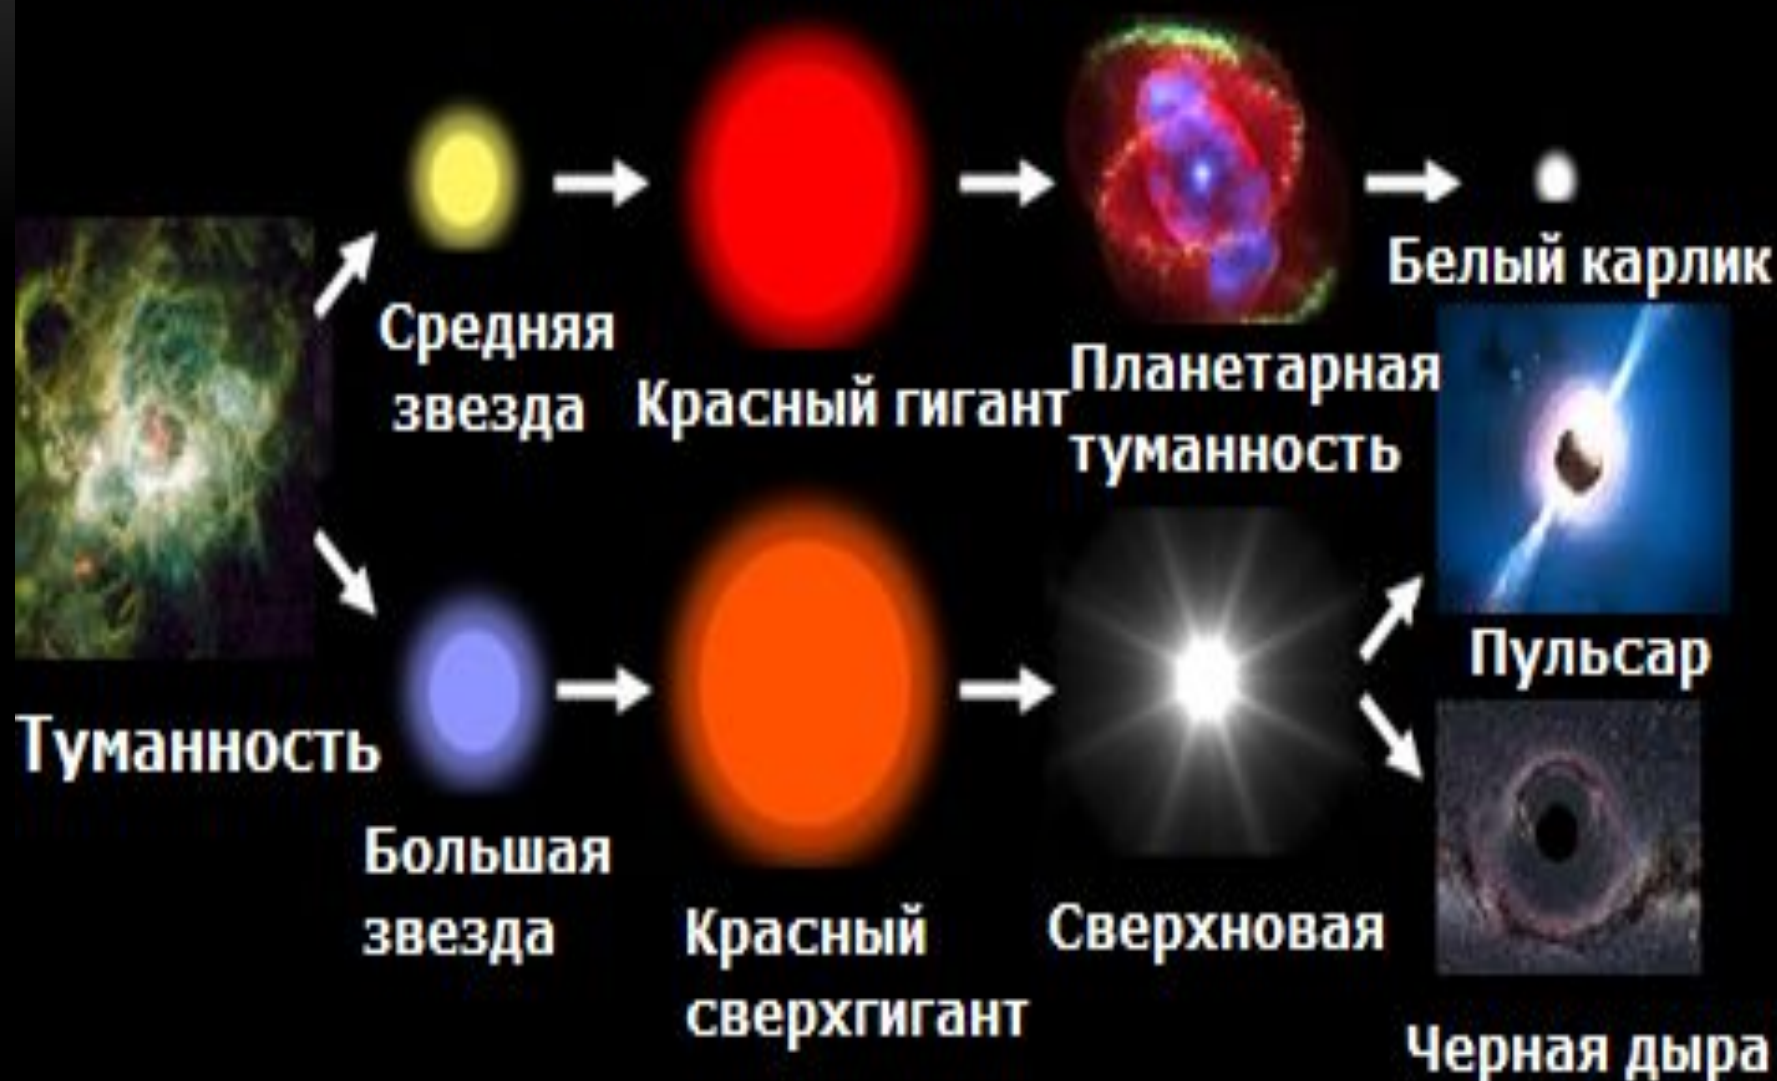 Белый карлик
Средняя
звезда
Красный гигант
Планетарная
туманность
Пульсар
Туманность
Большая
звезда
Красный
сверхгигант
Сверхновая
Черная дыра